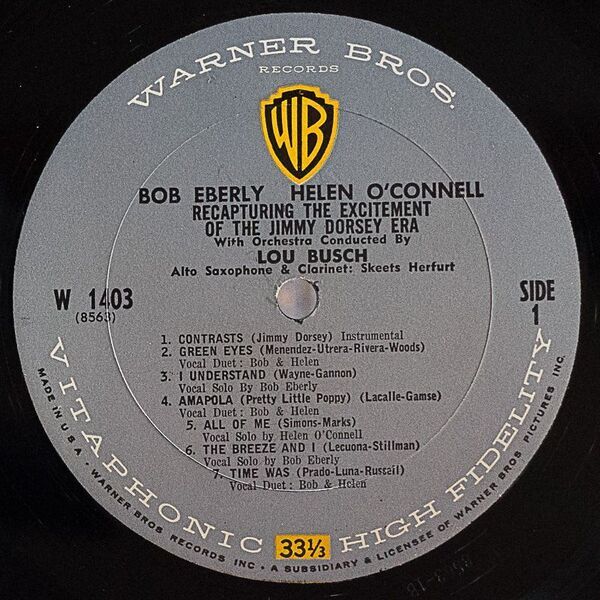 WARNER BROS.
RECORDS
WB
BOB EBERLY HELEN O'CONNELL
RECAPTURING THE EXCITEMENT
OF THE JIMMY DORSEY ERA
With Orchestra Conducted By
LOU BUSCH
Alto Saxophone & Clarinet: Skeets Herfurt
W 1403
(8563)
SIDE
1
1. CONTRASTS (Jimmy Dorsey) Instrumental
2. GREEN EYES (Menendez-Utrera-Rivera-Woods)
Vocal Duet: Bob & Helen
3. I UNDERSTAND (Wayne-Gannon)
Vocal Solo By Bob Eberly
4. AMAPOLA (Pretty Little Poppy) (Lacalle-Gamse)
Vocal Duet: Bob & Helen
5. ALL OF ME (Simons-Marks)
Vocal Solo by Helen O'Connell
6. THE BREEZE AND I (Lecuona-Stillman)
Vocal Solo by Bob Eberly
7. TIME WAS (Prado-Luna-Russell)
Vocal Duet: Bob & Helen
VITAPHONIC 33⅓ HIGH FIDELITY
MADE IN U.S.A. • WARNER BROS RECORDS INC • A SUBSIDIARY & LICENSEE OF WARNER BROS PICTURES INC.